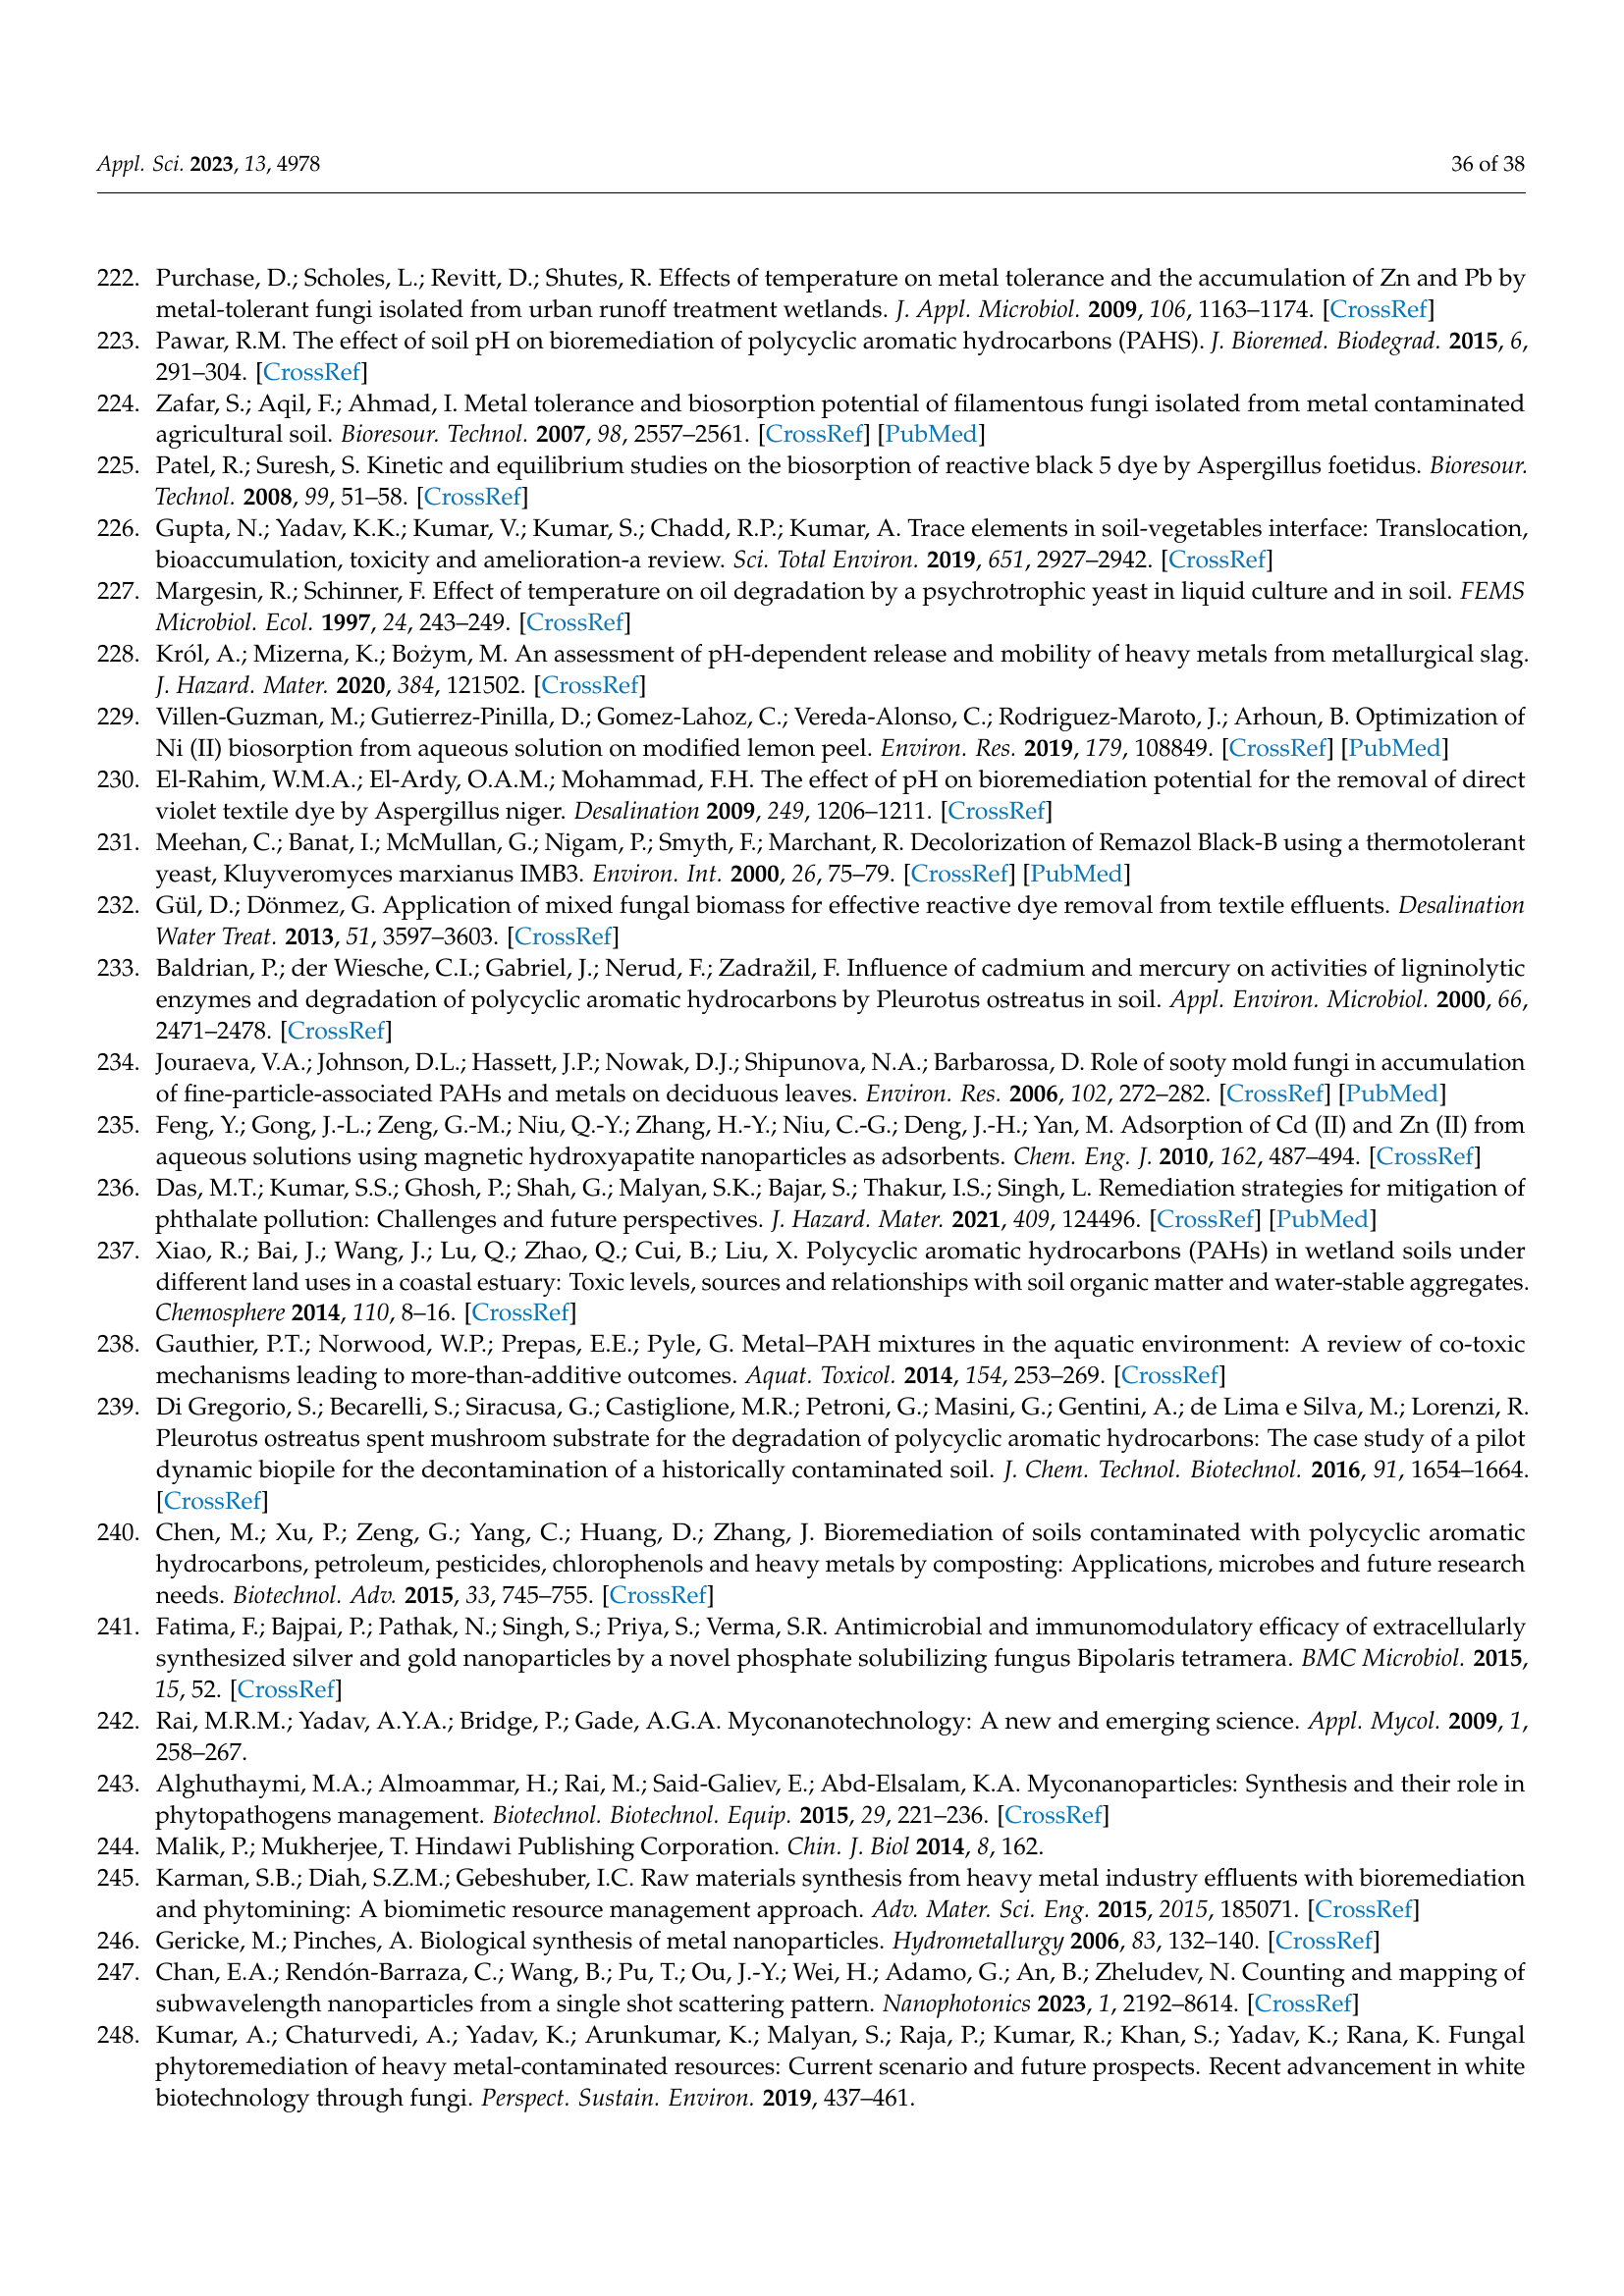 Appl. Sci. 2023, 13, 4978
36 of 38
222. Purchase, D.; Scholes, L.; Revitt, D.; Shutes, R. Effects of temperature on metal tolerance and the accumulation of Zn and Pb by
metal-tolerant fungi isolated from urban runoff treatment wetlands. J. Appl. Microbiol. 2009, 106, 1163–1174. [CrossRef]
223. Pawar, R.M. The effect of soil pH on bioremediation of polycyclic aromatic hydrocarbons (PAHS). J. Bioremed. Biodegrad. 2015, 6,
291–304. [CrossRef]
224. Zafar, S.; Aqil, F.; Ahmad, I. Metal tolerance and biosorption potential of filamentous fungi isolated from metal contaminated
agricultural soil. Bioresour. Technol. 2007, 98, 2557–2561. [CrossRef] [PubMed]
225. Patel, R.; Suresh, S. Kinetic and equilibrium studies on the biosorption of reactive black 5 dye by Aspergillus foetidus. Bioresour.
Technol. 2008, 99, 51–58. [CrossRef]
226. Gupta, N.; Yadav, K.K.; Kumar, V.; Kumar, S.; Chadd, R.P.; Kumar, A. Trace elements in soil-vegetables interface: Translocation,
bioaccumulation, toxicity and amelioration-a review. Sci. Total Environ. 2019, 651, 2927–2942. [CrossRef]
227. Margesin, R.; Schinner, F. Effect of temperature on oil degradation by a psychrotrophic yeast in liquid culture and in soil. FEMS
Microbiol. Ecol. 1997, 24, 243–249. [CrossRef]
228. Król, A.; Mizerna, K.; Bożym, M. An assessment of pH-dependent release and mobility of heavy metals from metallurgical slag.
J. Hazard. Mater. 2020, 384, 121502. [CrossRef]
229. Villen-Guzman, M.; Gutierrez-Pinilla, D.; Gomez-Lahoz, C.; Vereda-Alonso, C.; Rodriguez-Maroto, J.; Arhoun, B. Optimization of
Ni (II) biosorption from aqueous solution on modified lemon peel. Environ. Res. 2019, 179, 108849. [CrossRef] [PubMed]
230. El-Rahim, W.M.A.; El-Ardy, O.A.M.; Mohammad, F.H. The effect of pH on bioremediation potential for the removal of direct
violet textile dye by Aspergillus niger. Desalination 2009, 249, 1206–1211. [CrossRef]
231. Meehan, C.; Banat, I.; McMullan, G.; Nigam, P.; Smyth, F.; Marchant, R. Decolorization of Remazol Black-B using a thermotolerant
yeast, Kluyveromyces marxianus IMB3. Environ. Int. 2000, 26, 75–79. [CrossRef] [PubMed]
232. Gül, D.; Dönmez, G. Application of mixed fungal biomass for effective reactive dye removal from textile effluents. Desalination
Water Treat. 2013, 51, 3597–3603. [CrossRef]
233. Baldrian, P.; der Wiesche, C.I.; Gabriel, J.; Nerud, F.; Zadražil, F. Influence of cadmium and mercury on activities of ligninolytic
enzymes and degradation of polycyclic aromatic hydrocarbons by Pleurotus ostreatus in soil. Appl. Environ. Microbiol. 2000, 66,
2471–2478. [CrossRef]
234. Jouraeva, V.A.; Johnson, D.L.; Hassett, J.P.; Nowak, D.J.; Shipunova, N.A.; Barbarossa, D. Role of sooty mold fungi in accumulation
of fine-particle-associated PAHs and metals on deciduous leaves. Environ. Res. 2006, 102, 272–282. [CrossRef] [PubMed]
235. Feng, Y.; Gong, J.-L.; Zeng, G.-M.; Niu, Q.-Y.; Zhang, H.-Y.; Niu, C.-G.; Deng, J.-H.; Yan, M. Adsorption of Cd (II) and Zn (II) from
aqueous solutions using magnetic hydroxyapatite nanoparticles as adsorbents. Chem. Eng. J. 2010, 162, 487–494. [CrossRef]
236. Das, M.T.; Kumar, S.S.; Ghosh, P.; Shah, G.; Malyan, S.K.; Bajar, S.; Thakur, I.S.; Singh, L. Remediation strategies for mitigation of
phthalate pollution: Challenges and future perspectives. J. Hazard. Mater. 2021, 409, 124496. [CrossRef] [PubMed]
237. Xiao, R.; Bai, J.; Wang, J.; Lu, Q.; Zhao, Q.; Cui, B.; Liu, X. Polycyclic aromatic hydrocarbons (PAHs) in wetland soils under
different land uses in a coastal estuary: Toxic levels, sources and relationships with soil organic matter and water-stable aggregates.
Chemosphere 2014, 110, 8–16. [CrossRef]
238. Gauthier, P.T.; Norwood, W.P.; Prepas, E.E.; Pyle, G. Metal–PAH mixtures in the aquatic environment: A review of co-toxic
mechanisms leading to more-than-additive outcomes. Aquat. Toxicol. 2014, 154, 253–269. [CrossRef]
239. Di Gregorio, S.; Becarelli, S.; Siracusa, G.; Castiglione, M.R.; Petroni, G.; Masini, G.; Gentini, A.; de Lima e Silva, M.; Lorenzi, R.
Pleurotus ostreatus spent mushroom substrate for the degradation of polycyclic aromatic hydrocarbons: The case study of a pilot
dynamic biopile for the decontamination of a historically contaminated soil. J. Chem. Technol. Biotechnol. 2016, 91, 1654–1664.
[CrossRef]
240. Chen, M.; Xu, P.; Zeng, G.; Yang, C.; Huang, D.; Zhang, J. Bioremediation of soils contaminated with polycyclic aromatic
hydrocarbons, petroleum, pesticides, chlorophenols and heavy metals by composting: Applications, microbes and future research
needs. Biotechnol. Adv. 2015, 33, 745–755. [CrossRef]
241. Fatima, F.; Bajpai, P.; Pathak, N.; Singh, S.; Priya, S.; Verma, S.R. Antimicrobial and immunomodulatory efficacy of extracellularly
synthesized silver and gold nanoparticles by a novel phosphate solubilizing fungus Bipolaris tetramera. BMC Microbiol. 2015,
15, 52. [CrossRef]
242. Rai, M.R.M.; Yadav, A.Y.A.; Bridge, P.; Gade, A.G.A. Myconanotechnology: A new and emerging science. Appl. Mycol. 2009, 1,
258–267.
243. Alghuthaymi, M.A.; Almoammar, H.; Rai, M.; Said-Galiev, E.; Abd-Elsalam, K.A. Myconanoparticles: Synthesis and their role in
phytopathogens management. Biotechnol. Biotechnol. Equip. 2015, 29, 221–236. [CrossRef]
244. Malik, P.; Mukherjee, T. Hindawi Publishing Corporation. Chin. J. Biol 2014, 8, 162.
245. Karman, S.B.; Diah, S.Z.M.; Gebeshuber, I.C. Raw materials synthesis from heavy metal industry effluents with bioremediation
and phytomining: A biomimetic resource management approach. Adv. Mater. Sci. Eng. 2015, 2015, 185071. [CrossRef]
246. Gericke, M.; Pinches, A. Biological synthesis of metal nanoparticles. Hydrometallurgy 2006, 83, 132–140. [CrossRef]
247. Chan, E.A.; Rendón-Barraza, C.; Wang, B.; Pu, T.; Ou, J.-Y.; Wei, H.; Adamo, G.; An, B.; Zheludev, N. Counting and mapping of
subwavelength nanoparticles from a single shot scattering pattern. Nanophotonics 2023, 1, 2192–8614. [CrossRef]
248. Kumar, A.; Chaturvedi, A.; Yadav, K.; Arunkumar, K.; Malyan, S.; Raja, P.; Kumar, R.; Khan, S.; Yadav, K.; Rana, K. Fungal
phytoremediation of heavy metal-contaminated resources: Current scenario and future prospects. Recent advancement in white
biotechnology through fungi. Perspect. Sustain. Environ. 2019, 437–461.